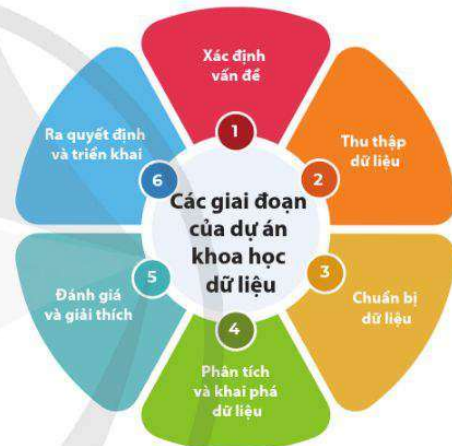 Các giai đoạn
của dự án
khoa học
dữ liệu
1
Xác định
vấn đề
2
Thu thập
dữ liệu
3
Chuẩn bị
dữ liệu
4
Phân tích
và khai phá
dữ liệu
5
Đánh giá
và giải thích
6
Ra quyết định
và triển khai